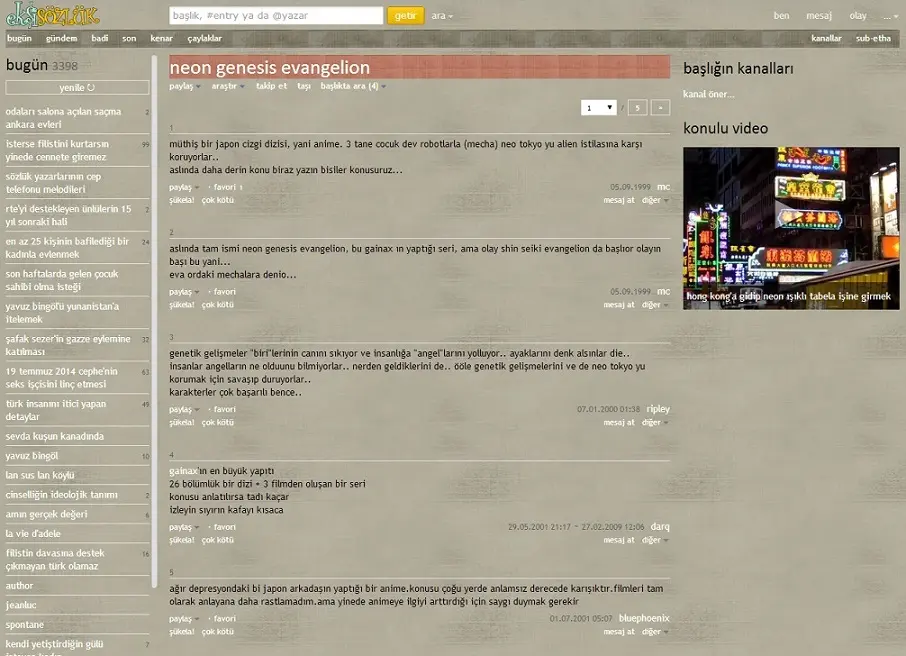 ekşi SÖZLÜK
başlık, #entry ya da @yazar
getir
ara
ben mesaj olay ...
bugün gündem badi son kenar çaylaklar
kanallar sub-etha
bugün 3398
yenile
odaları salona açılan saçma 2
ankara evleri
isterse filistini kurtarsın 99
yinede cennete giremez
sözlük yazarlarının cep
telefonu melodileri
rte'yi destekleyen ünlülerin 15 2
yıl sonraki hali
en az 25 kişinin bafilediği bir 24
kadınla evlenmek
son haftalarda gelen çocuk
sahibi olma isteği
yavuz bingöl'ü yunanistan'a
itelemek
şafak sezer'in gazze eylemine 32
katılması
19 temmuz 2014 cephe'nin 63
seks işçisini linç etmesi
türk insanını itici yapan 49
detaylar
sevda kuşun kanadında
yavuz bingöl 10
lan sus lan köylü
cinselliğin ideolojik tanımı 2
amın gerçek değeri 6
la vie d'adele
filistin davasına destek 16
çıkmayan türk olamaz
author
jeanluc
spontane
kendi yetiştirdiğin gülü 7
neon genesis evangelion
paylaş araştır takip et taşı başlıkta ara (4)
1 / 5 »
1
müthiş bir japon cizgi dizisi, yani anime. 3 tane cocuk dev robotlarla (mecha) neo tokyo yu alien istilasına karşı
koruyorlar..
aslında daha derin konu biraz yazın bisiler konusuruz...
paylaş · favori 1 05.09.1999 mc
şükela! çok kötü mesaj at diğer
2
aslında tam ismi neon genesis evangelion, bu gainax ın yaptığı seri, ama olay shin seiki evangelion da başlıor olayın
başı bu yani...
eva ordaki mechalara denio...
paylaş · favori 05.09.1999 mc
şükela! çok kötü mesaj at diğer
3
genetik gelişmeler "biri"lerinin canını sıkıyor ve insanlığa "angel"larını yolluyor.. ayaklarını denk alsınlar die..
insanlar angelların ne olduunu bilmiyorlar.. nerden geldiklerini de.. ööle genetik gelişmelerini ve de neo tokyo yu
korumak için savaşıp duruyorlar..
karakterler çok başarılı bence..
paylaş · favori 07.01.2000 01:38 ripley
şükela! çok kötü mesaj at diğer
4
gainax'ın en büyük yapıtı
26 bölümlük bir dizi + 3 filmden oluşan bir seri
konusu anlatılırsa tadı kaçar
izleyin sıyırın kafayı kısaca
paylaş · favori 29.05.2001 21:17 ~ 27.02.2009 12:06 darq
şükela! çok kötü mesaj at diğer
5
ağır depresyondaki bi japon arkadaşın yaptığı bir anime.konusu çoğu yerde anlamsız derecede karışıktır.filmleri tam
olarak anlayana daha rastlamadım.ama yinede animeye ilgiyi arttırdığı için saygı duymak gerekir
paylaş · favori 01.07.2001 05:07 bluephoenix
şükela! çok kötü mesaj at diğer
başlığın kanalları
kanal öner...
konulu video
hong kong'a gidip neon ışıklı tabela işine girmek